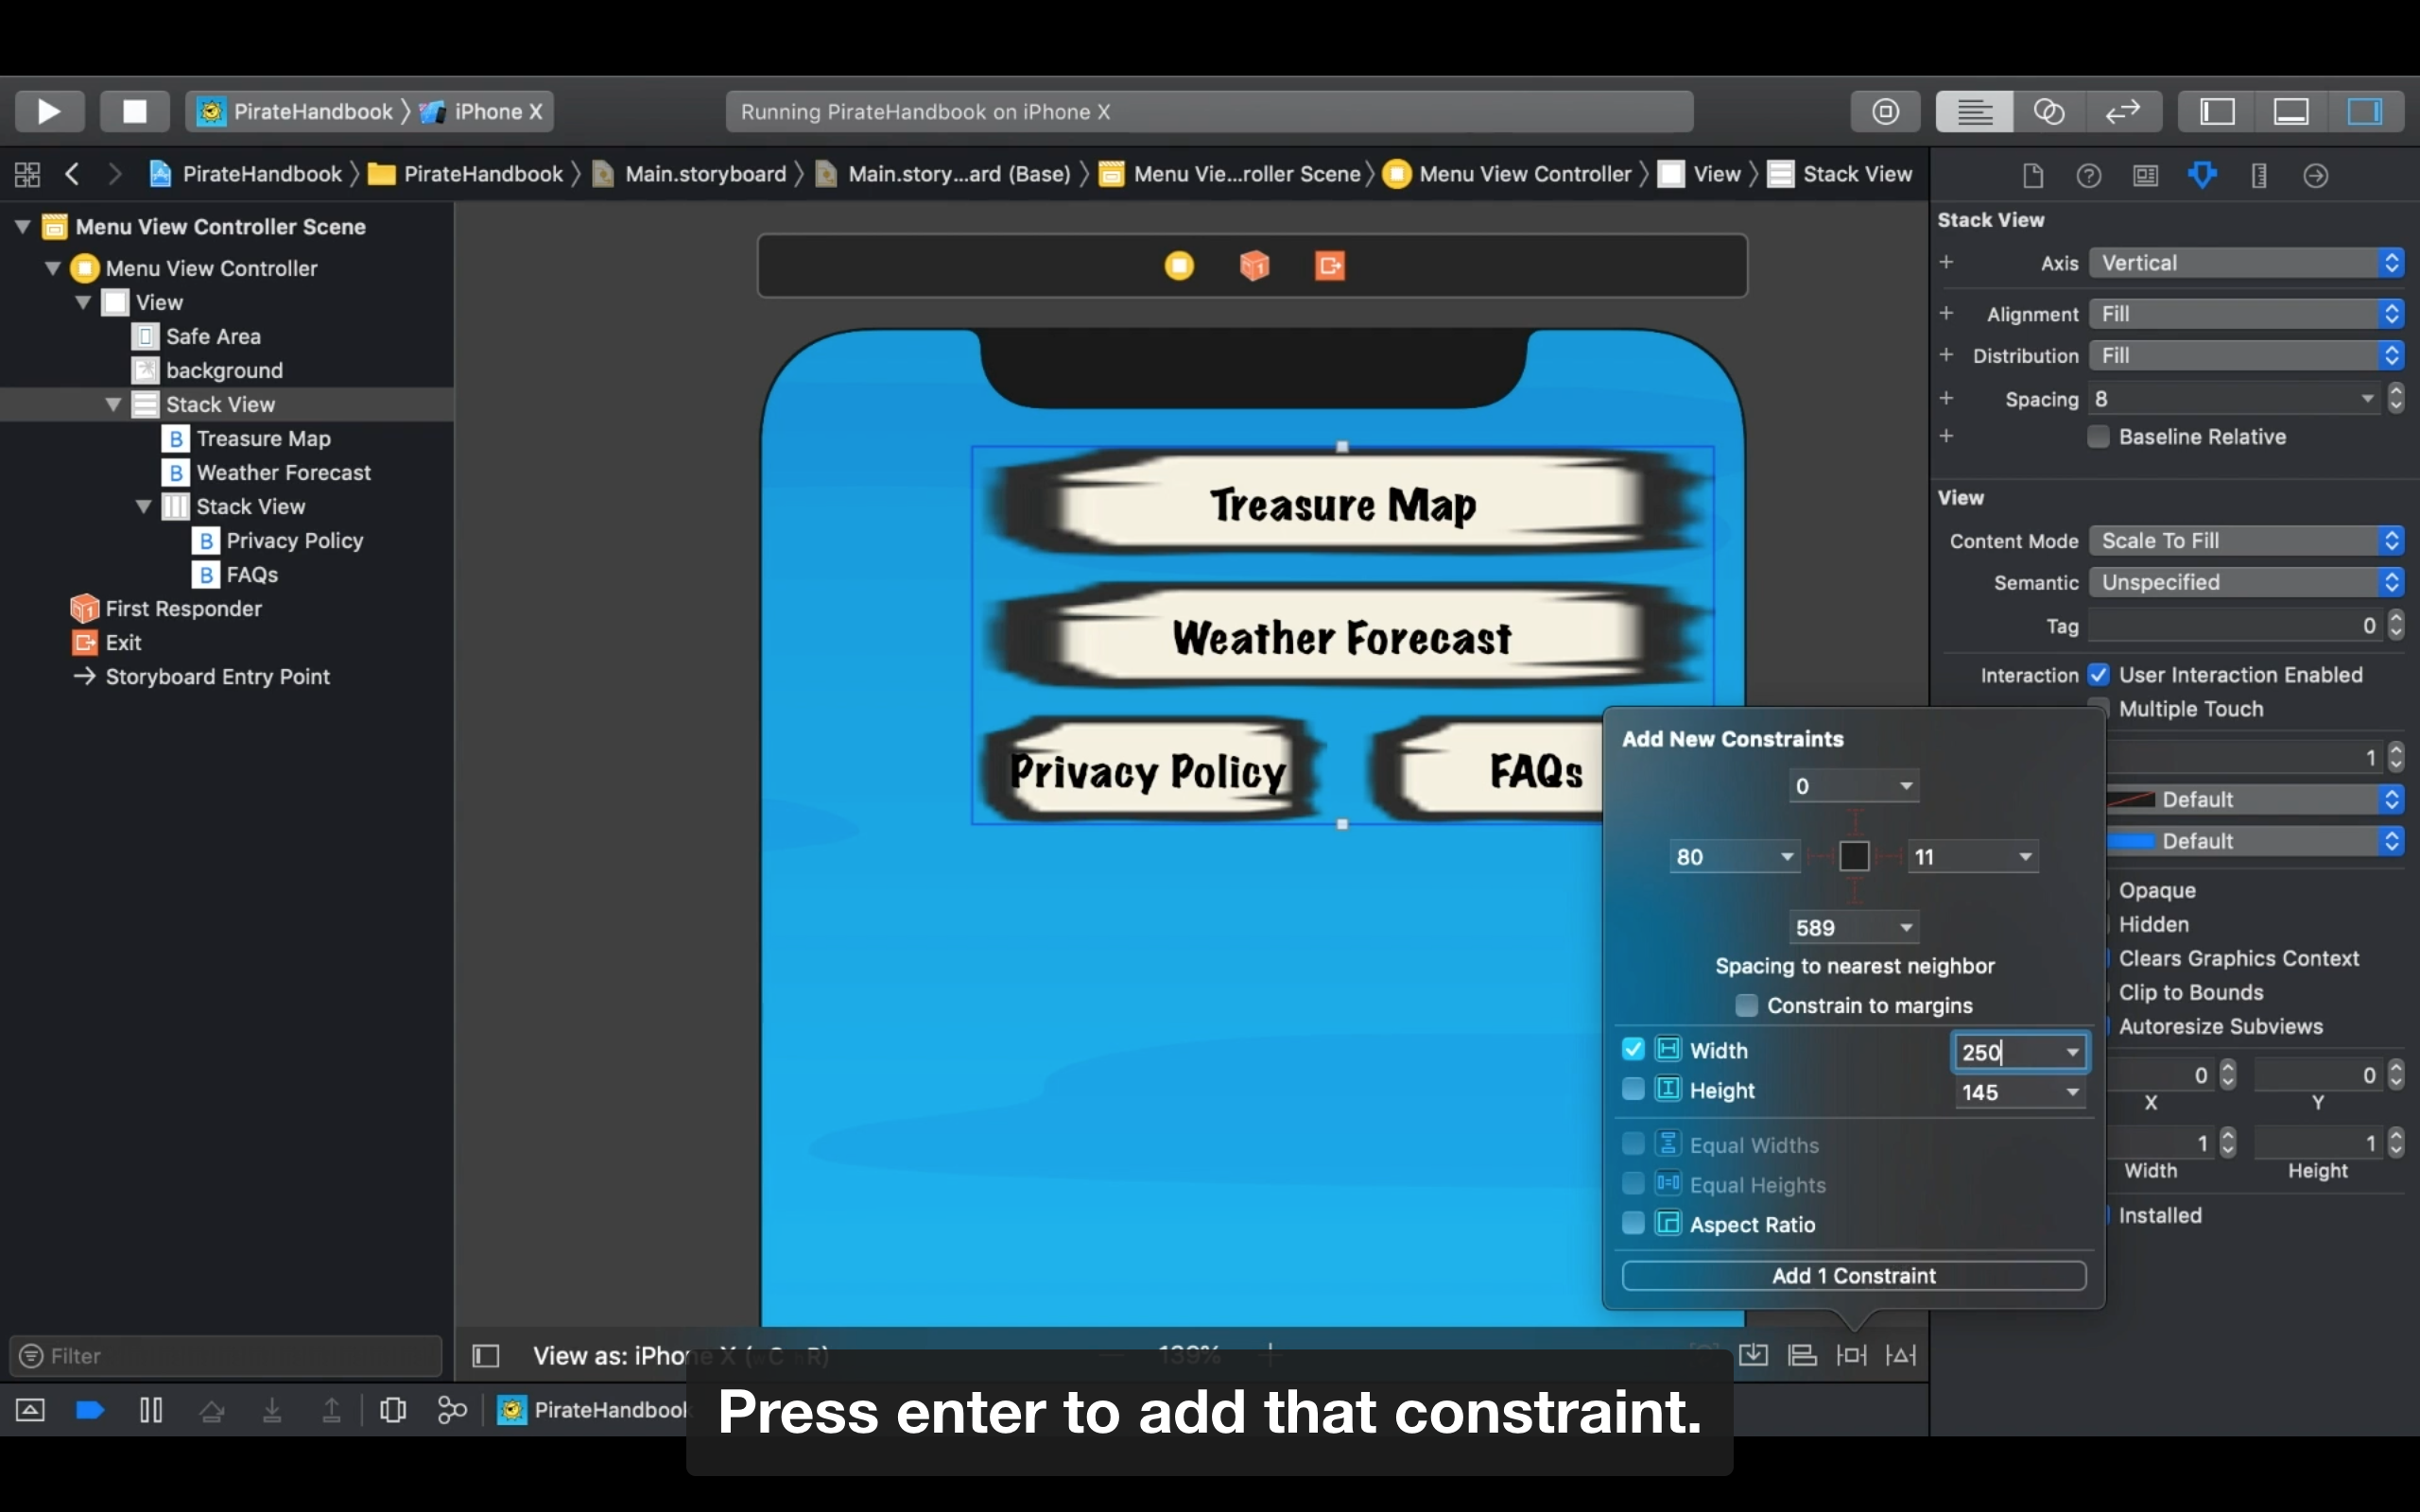 PirateHandbook 〉 iPhone X
Running PirateHandbook on iPhone X
PirateHandbook 〉 PirateHandbook 〉 Main.storyboard 〉 Main.story...ard (Base) 〉 Menu Vie...roller Scene 〉 Menu View Controller 〉 View 〉 Stack View
Menu View Controller Scene
Menu View Controller
View
Safe Area
background
Stack View
B Treasure Map
B Weather Forecast
Stack View
B Privacy Policy
B FAQs
First Responder
Exit
Storyboard Entry Point
Filter
Treasure Map
Weather Forecast
Privacy Policy
FAQs
Add New Constraints
0
80
11
589
Spacing to nearest neighbor
Constrain to margins
Width 250
Height 145
Equal Widths
Equal Heights
Aspect Ratio
Add 1 Constraint
Stack View
Axis Vertical
Alignment Fill
Distribution Fill
Spacing 8
Baseline Relative
View
Content Mode Scale To Fill
Semantic Unspecified
Tag 0
Interaction User Interaction Enabled
Multiple Touch
1
Default
Default
Opaque
Hidden
Clears Graphics Context
Clip to Bounds
Autoresize Subviews
0 0
X Y
1 1
Width Height
Installed
View as: iPhone X (wC hR)
139%
PirateHandbook
Press enter to add that constraint.